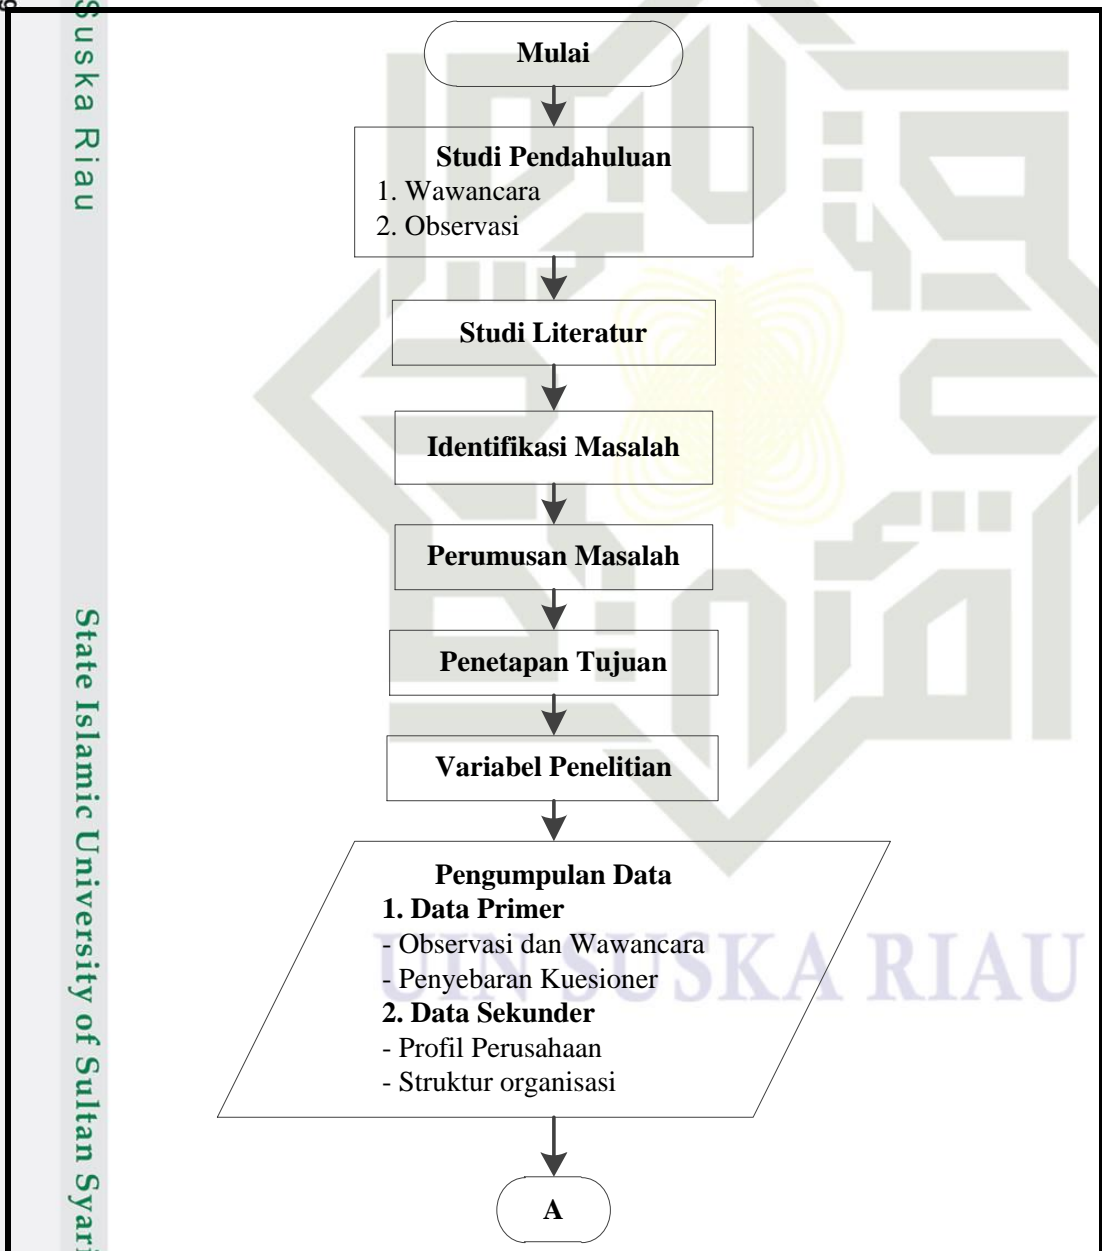 Mulai
Studi Pendahuluan
1. Wawancara
2. Observasi
Studi Literatur
Identifikasi Masalah
Perumusan Masalah
Penetapan Tujuan
Variabel Penelitian
Pengumpulan Data
1. Data Primer
- Observasi dan Wawancara
- Penyebaran Kuesioner
2. Data Sekunder
- Profil Perusahaan
- Struktur organisasi
A
UIN SUSKA RIAU
Suska Riau
State Islamic University of Sultan Syari